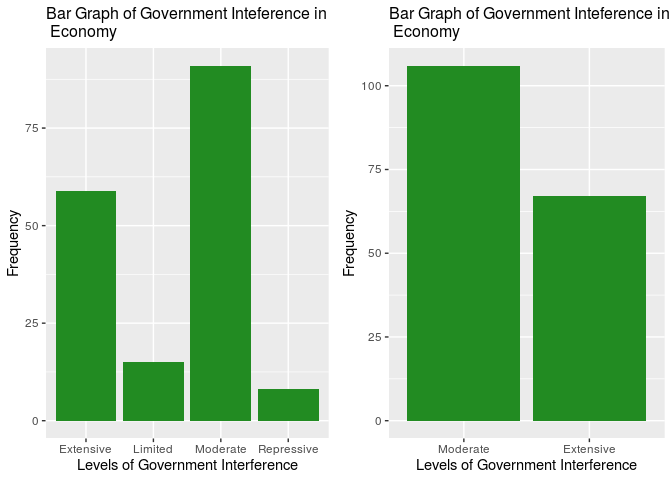 Bar Graph of Government Inteference in
Economy
75
50
25
0
Frequency
Extensive Limited Moderate Repressive
Levels of Government Interference
Bar Graph of Government Inteference in
Economy
100
75
50
25
0
Frequency
Moderate Extensive
Levels of Government Interference